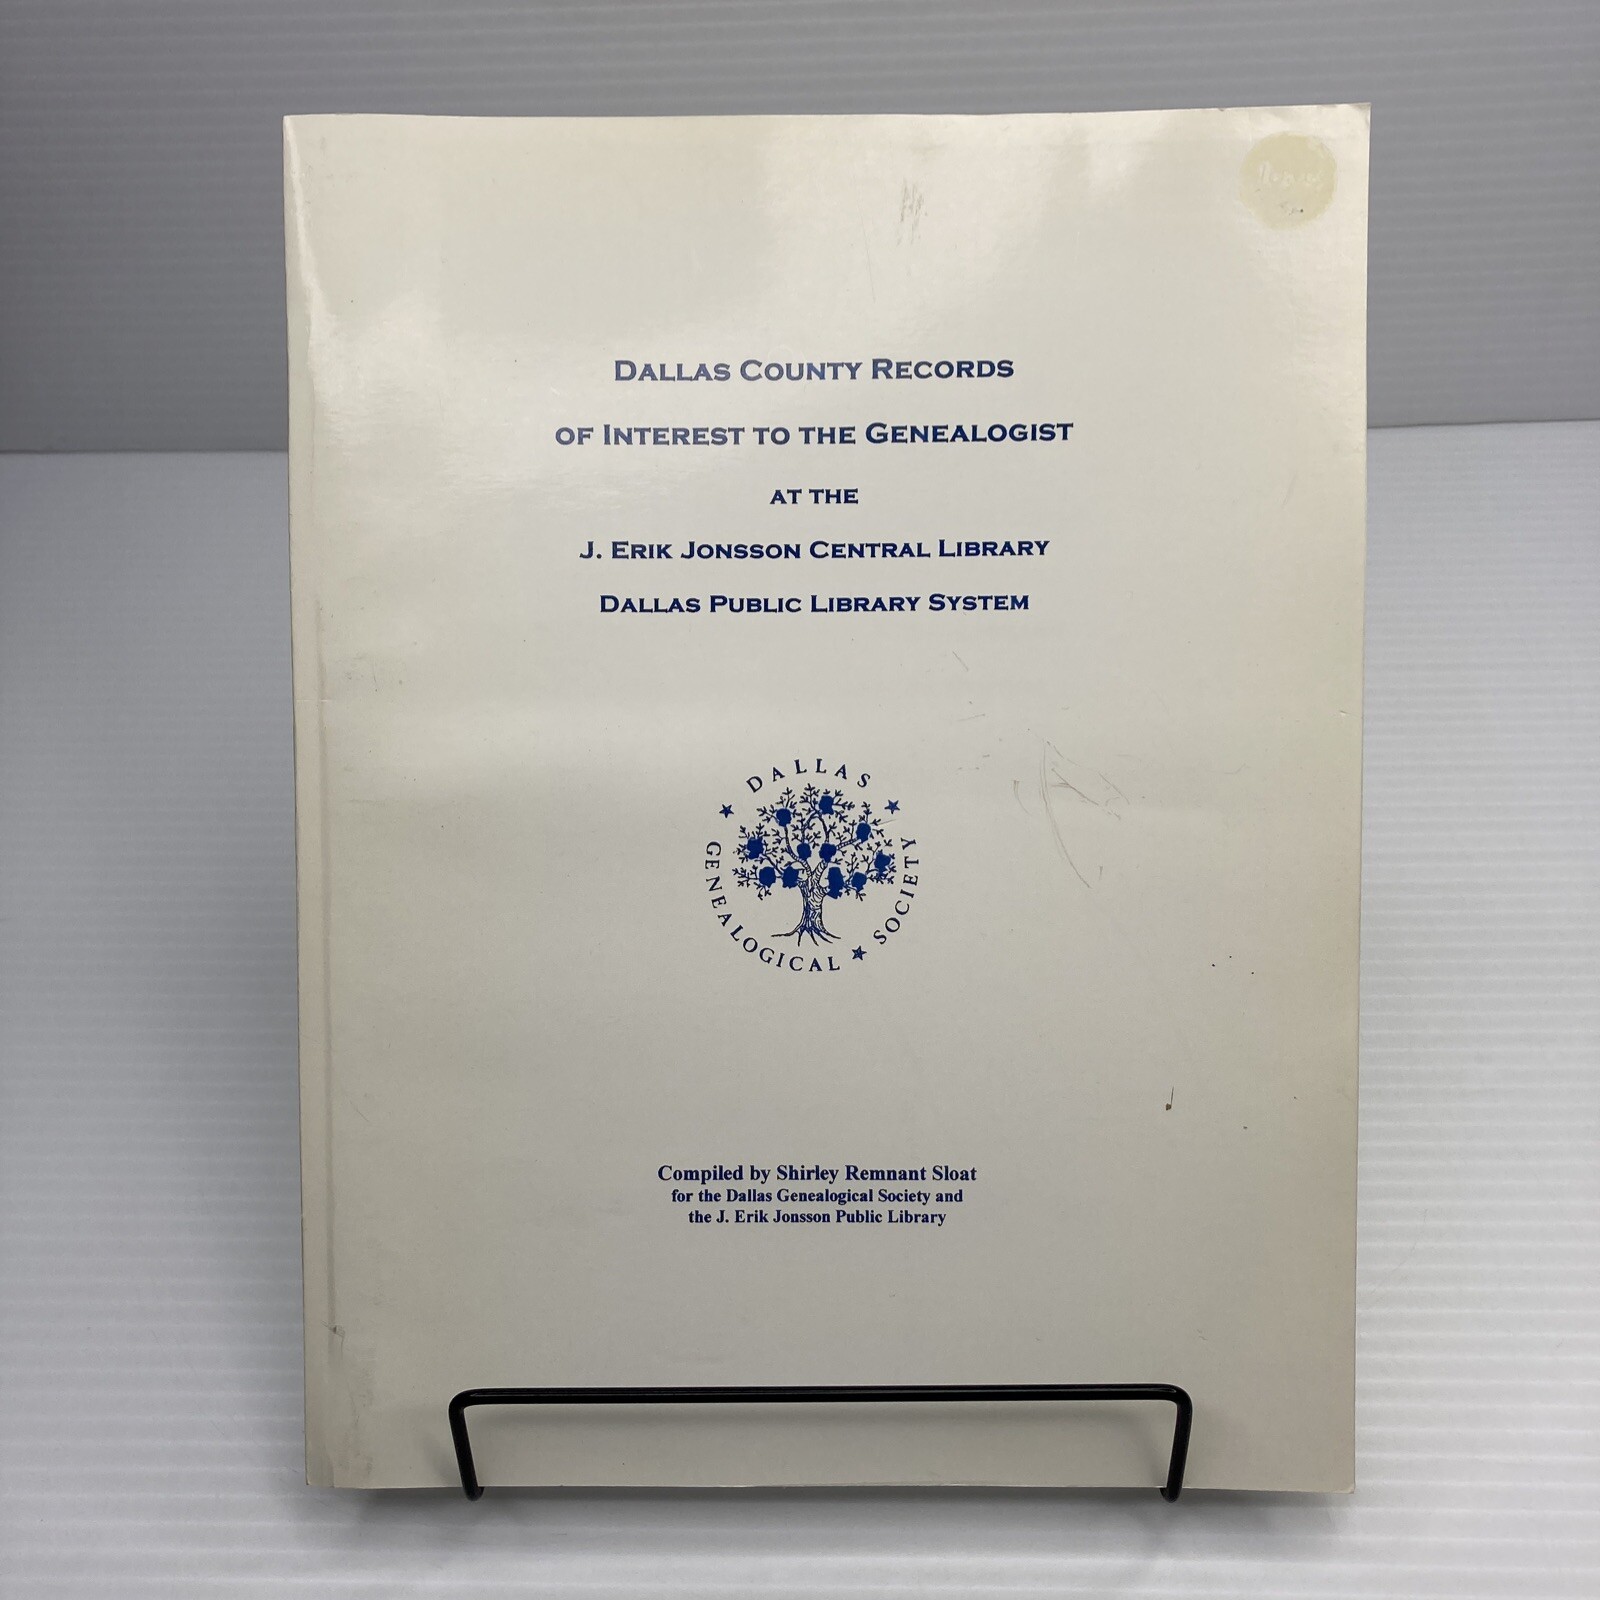 DALLAS COUNTY RECORDS
OF INTEREST TO THE GENEALOGIST
AT THE
J. ERIK JONSSON CENTRAL LIBRARY
DALLAS PUBLIC LIBRARY SYSTEM
DALLAS
GENEALOGICAL
SOCIETY
Compiled by Shirley Remnant Sloat
for the Dallas Genealogical Society and
the J. Erik Jonsson Public Library